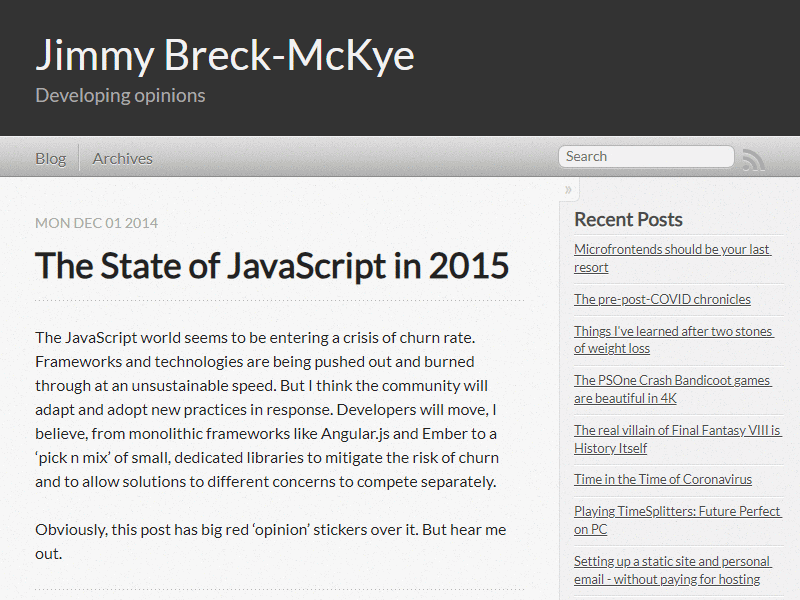 Jimmy Breck-McKye
Developing opinions
Blog
Archives
Search
»
MON DEC 01 2014
The State of JavaScript in 2015
The JavaScript world seems to be entering a crisis of churn rate.
Frameworks and technologies are being pushed out and burned
through at an unsustainable speed. But I think the community will
adapt and adopt new practices in response. Developers will move, I
believe, from monolithic frameworks like Angular.js and Ember to a
‘pick n mix’ of small, dedicated libraries to mitigate the risk of churn
and to allow solutions to different concerns to compete separately.
Obviously, this post has big red ‘opinion’ stickers over it. But hear me
out.
Recent Posts
Microfrontends should be your last
resort
The pre-post-COVID chronicles
Things I've learned after two stones
of weight loss
The PSOne Crash Bandicoot games
are beautiful in 4K
The real villain of Final Fantasy VIII is
History Itself
Time in the Time of Coronavirus
Playing TimeSplitters: Future Perfect
on PC
Setting up a static site and personal
email - without paying for hosting